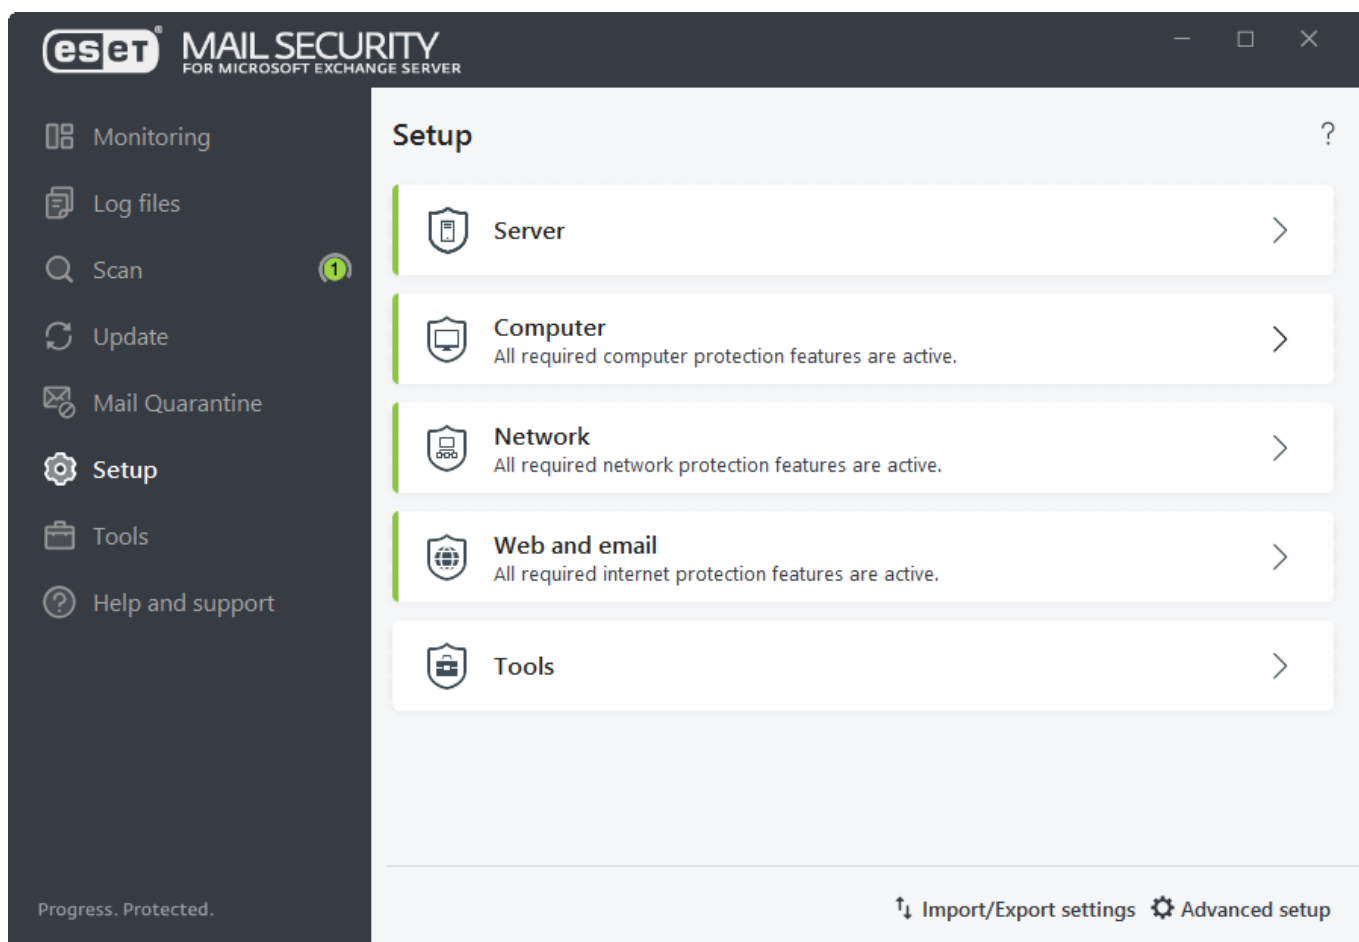 eset® MAIL SECURITY
FOR MICROSOFT EXCHANGE SERVER
Monitoring
Log files
Scan 1
Update
Mail Quarantine
Setup
Tools
Help and support
Progress. Protected.
Setup ?
Server
Computer
All required computer protection features are active.
Network
All required network protection features are active.
Web and email
All required internet protection features are active.
Tools
Import/Export settings Advanced setup